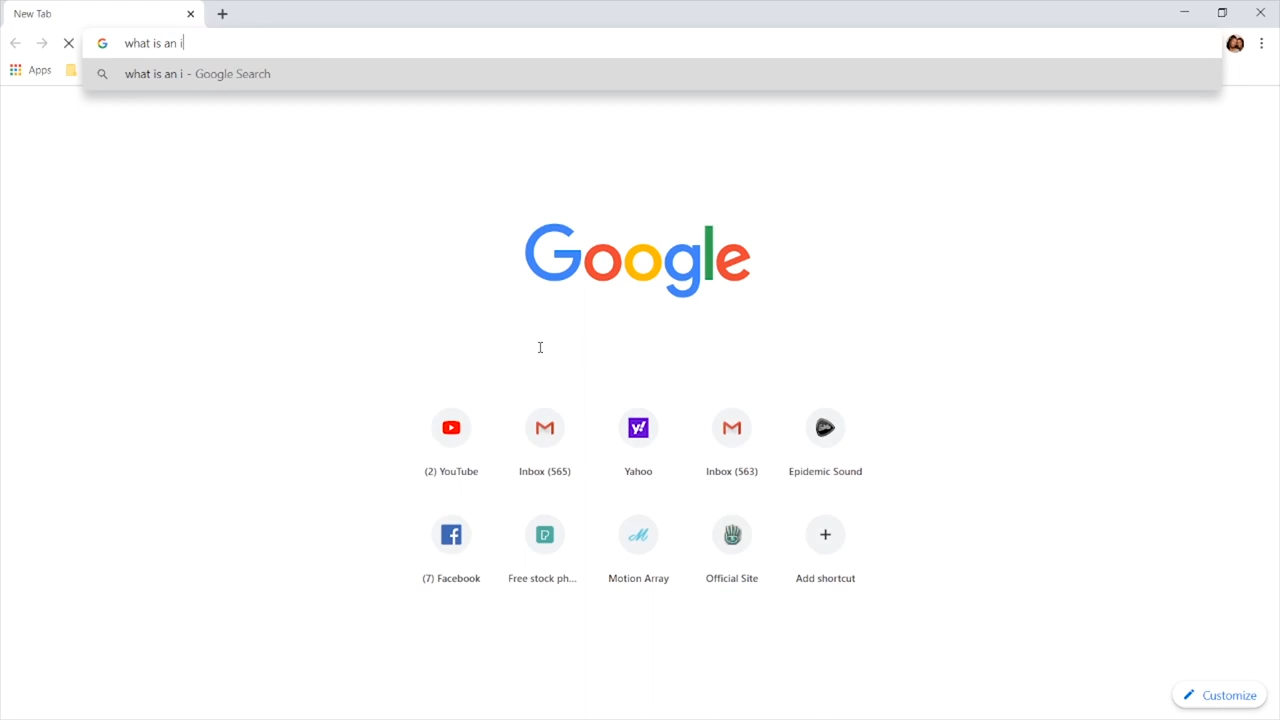 New Tab
what is an i
Apps
what is an i - Google Search
Google
(2) YouTube
Inbox (565)
Yahoo
Inbox (563)
Epidemic Sound
(7) Facebook
Free stock ph...
Motion Array
Official Site
Add shortcut
Customize